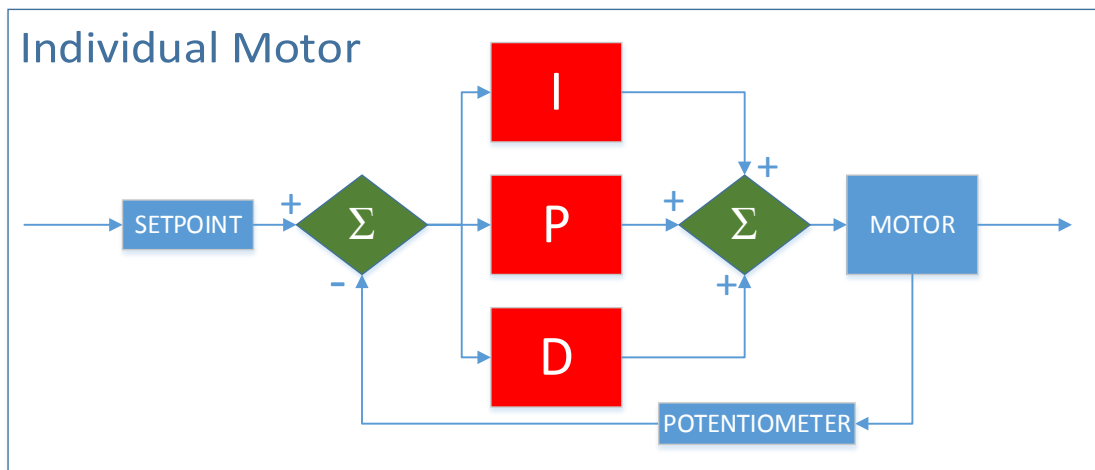 Individual Motor
I
+
+
SETPOINT
+
Σ
P
Σ
MOTOR
-
+
D
POTENTIOMETER